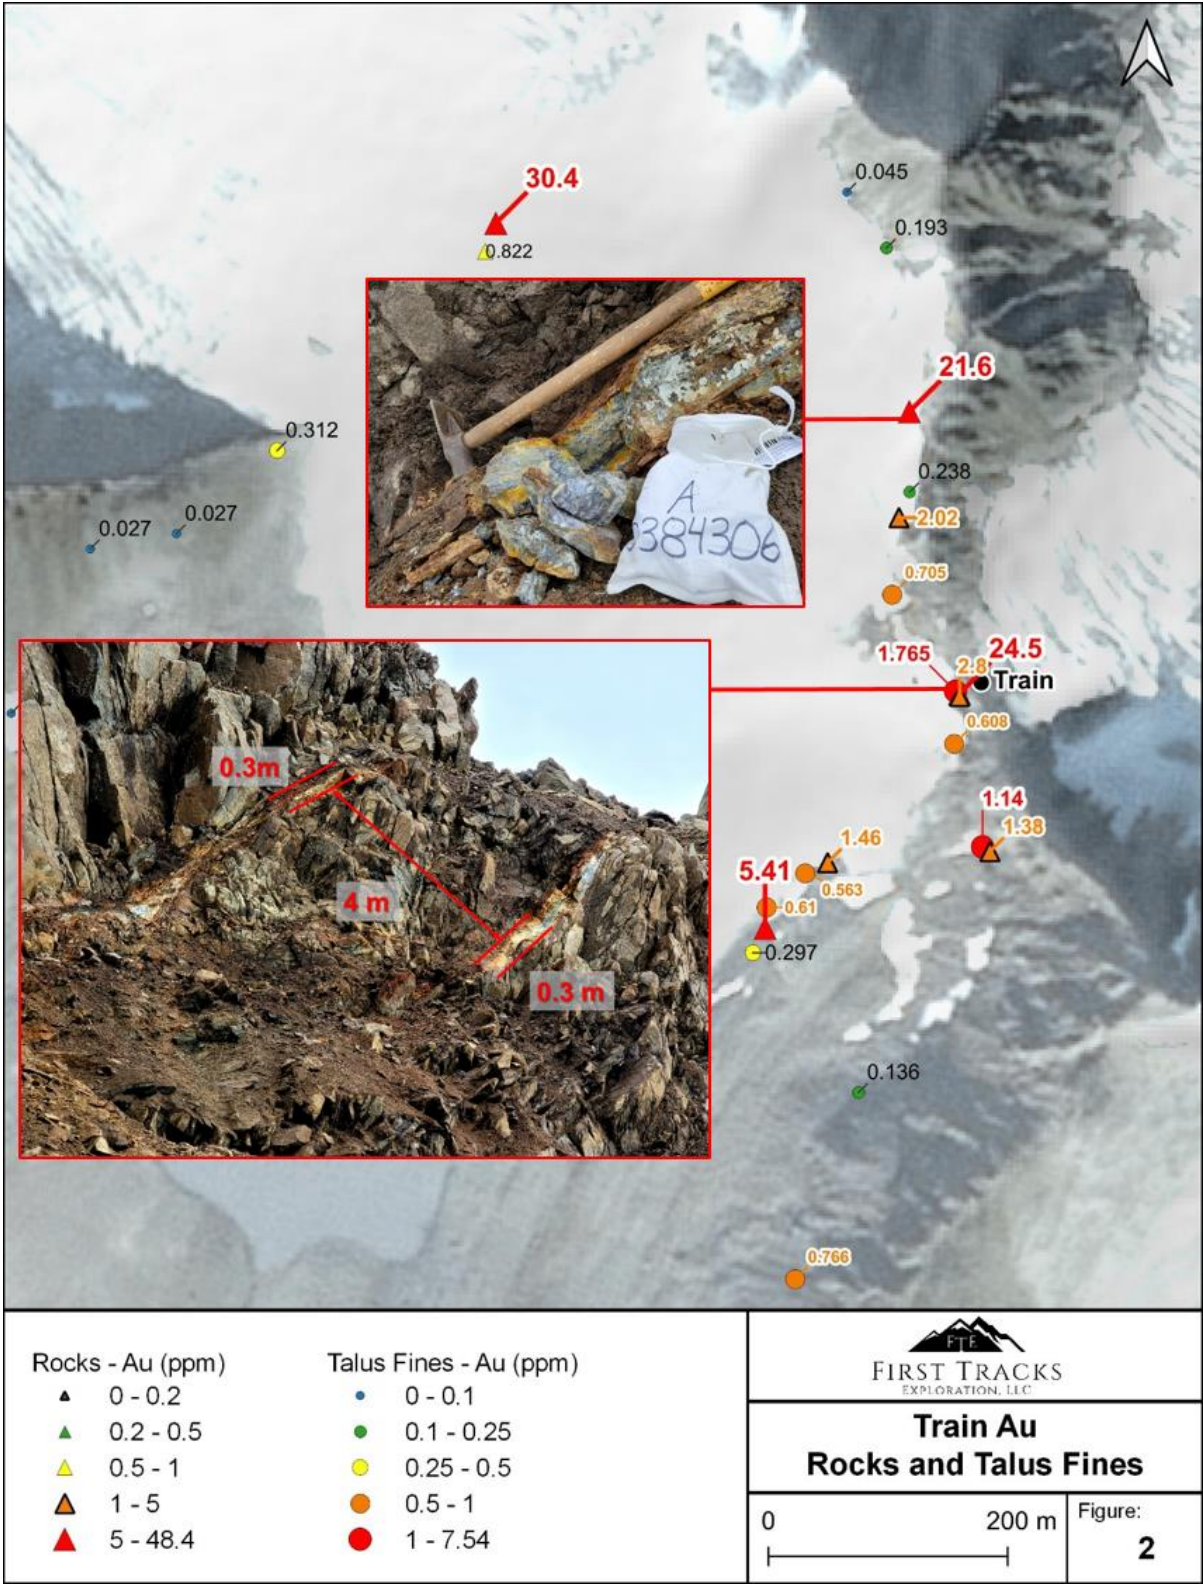 30.4
0.822
0.045
0.193
21.6
0.312
0.238
2.02
0.027
0.027
0.705
A
384306
1.765
2.8
24.5
Train
0.608
0.3m
4 m
0.3 m
1.14
1.38
1.46
5.41
0.563
0.61
0.297
0.136
0.766
Rocks - Au (ppm)
0 - 0.2
0.2 - 0.5
0.5 - 1
1 - 5
5 - 48.4
Talus Fines - Au (ppm)
0 - 0.1
0.1 - 0.25
0.25 - 0.5
0.5 - 1
1 - 7.54
FTE
FIRST TRACKS
EXPLORATION, LLC
Train Au
Rocks and Talus Fines
0 200 m
Figure:
2